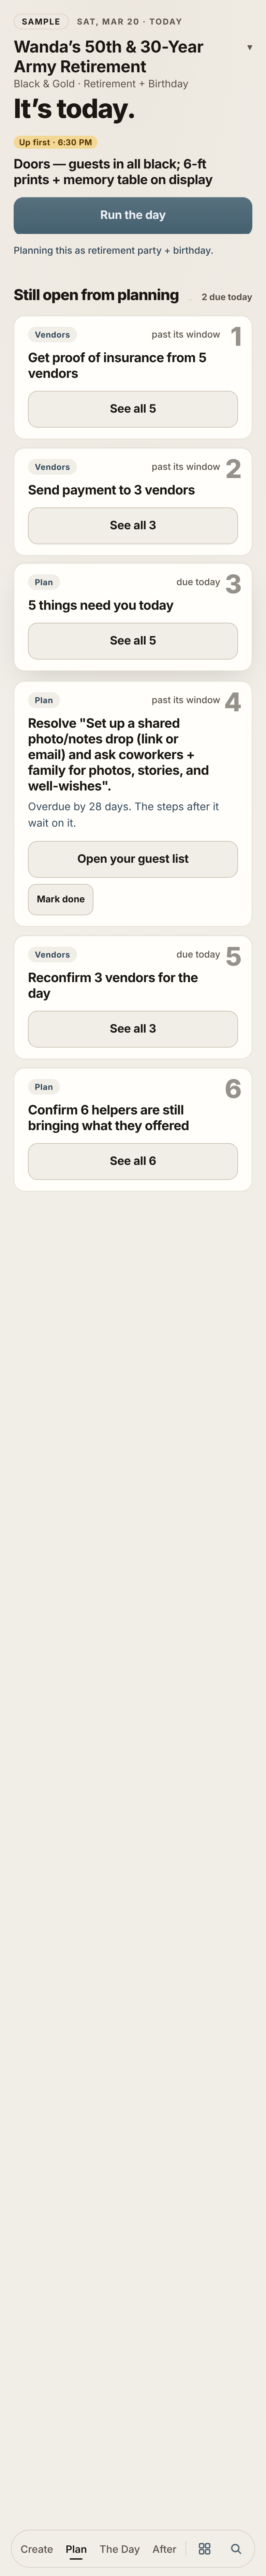 SAMPLE SAT, MAR 20 · TODAY
Wanda's 50th & 30-Year
Army Retirement
▾
Black & Gold · Retirement + Birthday
It's today.
Up first · 6:30 PM
Doors — guests in all black; 6-ft
prints + memory table on display
Run the day
Planning this as retirement party + birthday.
Still open from planning 2 due today
Vendors past its window 1
Get proof of insurance from 5
vendors
See all 5
Vendors past its window 2
Send payment to 3 vendors
See all 3
Plan due today 3
5 things need you today
See all 5
Plan past its window 4
Resolve "Set up a shared
photo/notes drop (link or
email) and ask coworkers +
family for photos, stories, and
well-wishes".
Overdue by 28 days. The steps after it
wait on it.
Open your guest list
Mark done
Vendors due today 5
Reconfirm 3 vendors for the
day
See all 3
Plan 6
Confirm 6 helpers are still
bringing what they offered
See all 6
Create Plan The Day After